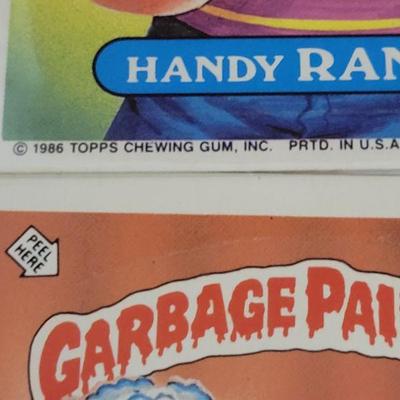 HANDY RAN
© 1986 TOPPS CHEWING GUM, INC. PRTD. IN U.S.A
PEEL
HERE
GARBAGE PAI